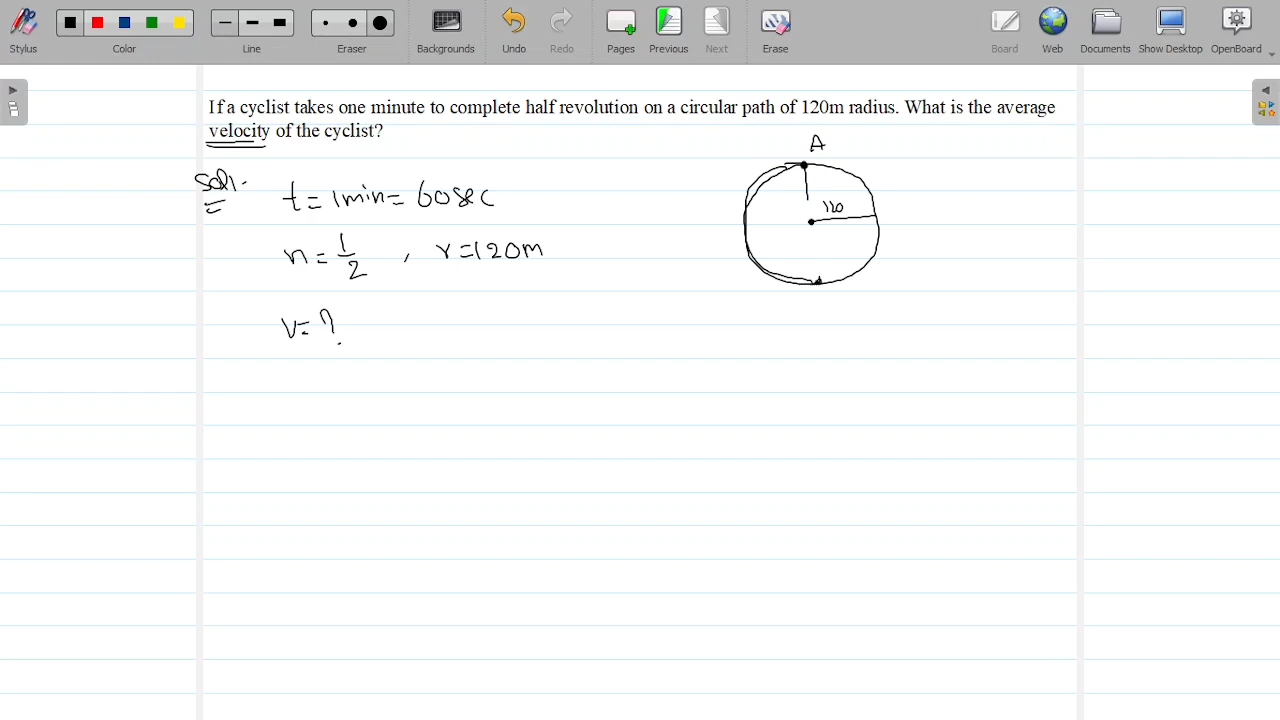 Stylus
Color
Line
Eraser
Backgrounds
Undo
Redo
Pages
Previous
Next
Erase
Board
Web
Documents
Show Desktop
OpenBoard
If a cyclist takes one minute to complete half revolution on a circular path of 120m radius. What is the average
velocity of the cyclist?
A
Sol.
t = 1min = 60sec
120
n = 1/2 , r = 120m
v = ?